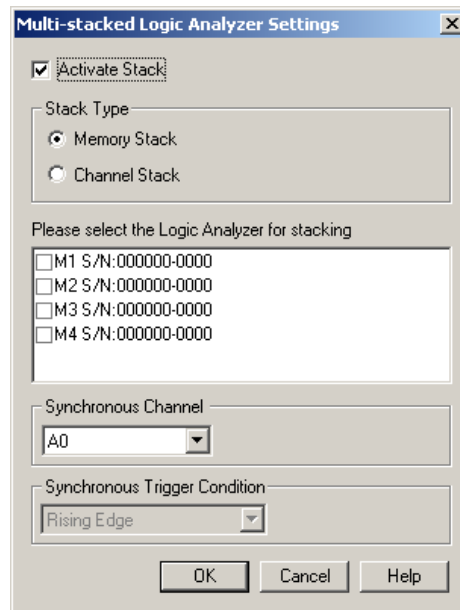 Multi-stacked Logic Analyzer Settings
Activate Stack
Stack Type
Memory Stack
Channel Stack
Please select the Logic Analyzer for stacking
M1 S/N:000000-0000
M2 S/N:000000-0000
M3 S/N:000000-0000
M4 S/N:000000-0000
Synchronous Channel
A0
Synchronous Trigger Condition
Rising Edge
OK Cancel Help